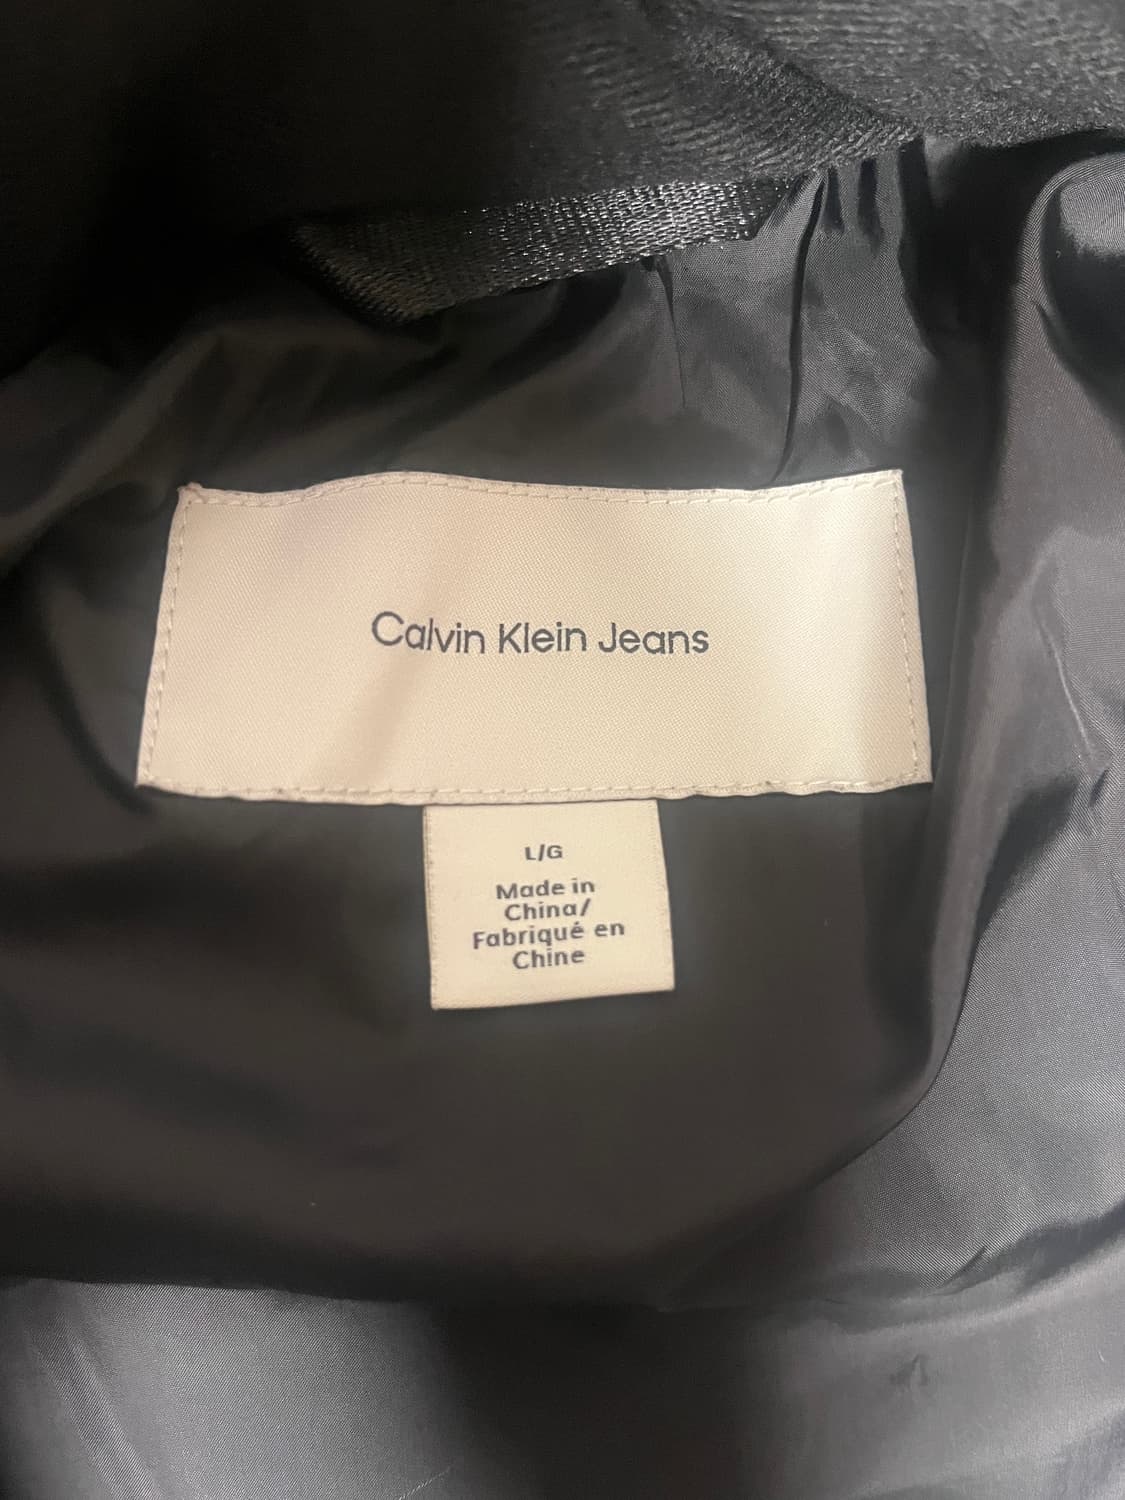 Calvin Klein Jeans
L/G
Made in
China/
Fabriqué en
Chine